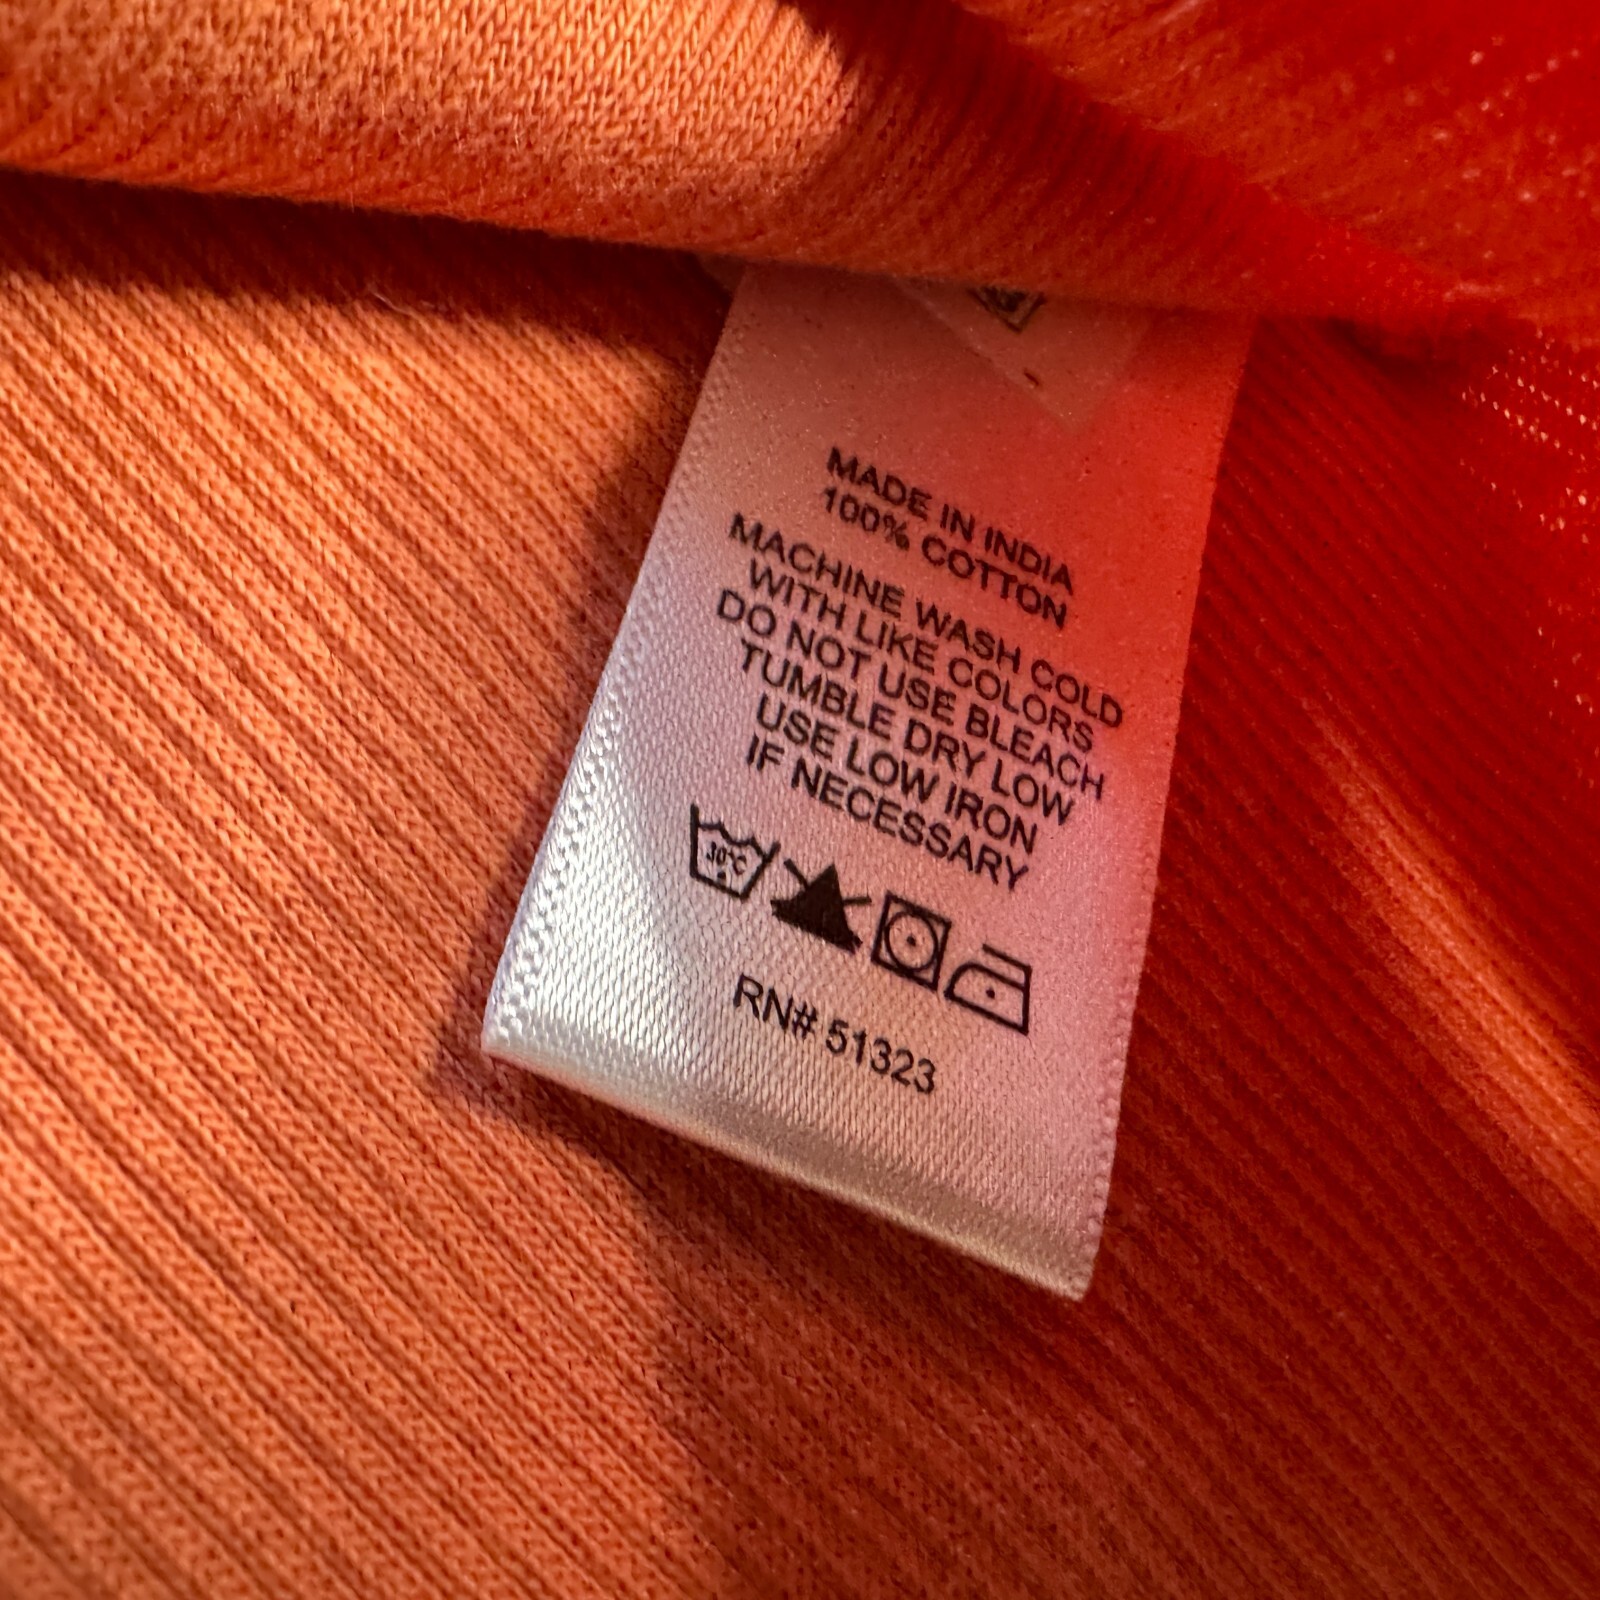 MADE IN INDIA
100% COTTON
MACHINE WASH COLD
WITH LIKE COLORS
DO NOT USE BLEACH
TUMBLE DRY LOW
USE LOW IRON
IF NECESSARY
30°C
RN# 51323